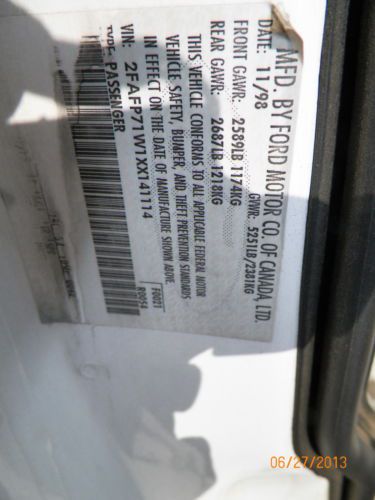 MFD. BY FORD MOTOR CO. OF CANADA, LTD.
11/98 GVWR: 5251LB/2381KG
FRONT GAWR: 2589LB 1174KG
REAR GAWR: 2687LB 1218KG
THIS VEHICLE CONFORMS TO ALL APPLICABLE FEDERAL MOTOR
VEHICLE SAFETY, BUMPER, AND THEFT PREVENTION STANDARDS
IN EFFECT ON THE DATE OF MANUFACTURE SHOWN ABOVE.
VIN: 2FAFP71W1XX141114
TYPE: PASSENGER
F0021
R0054
06/27/2013